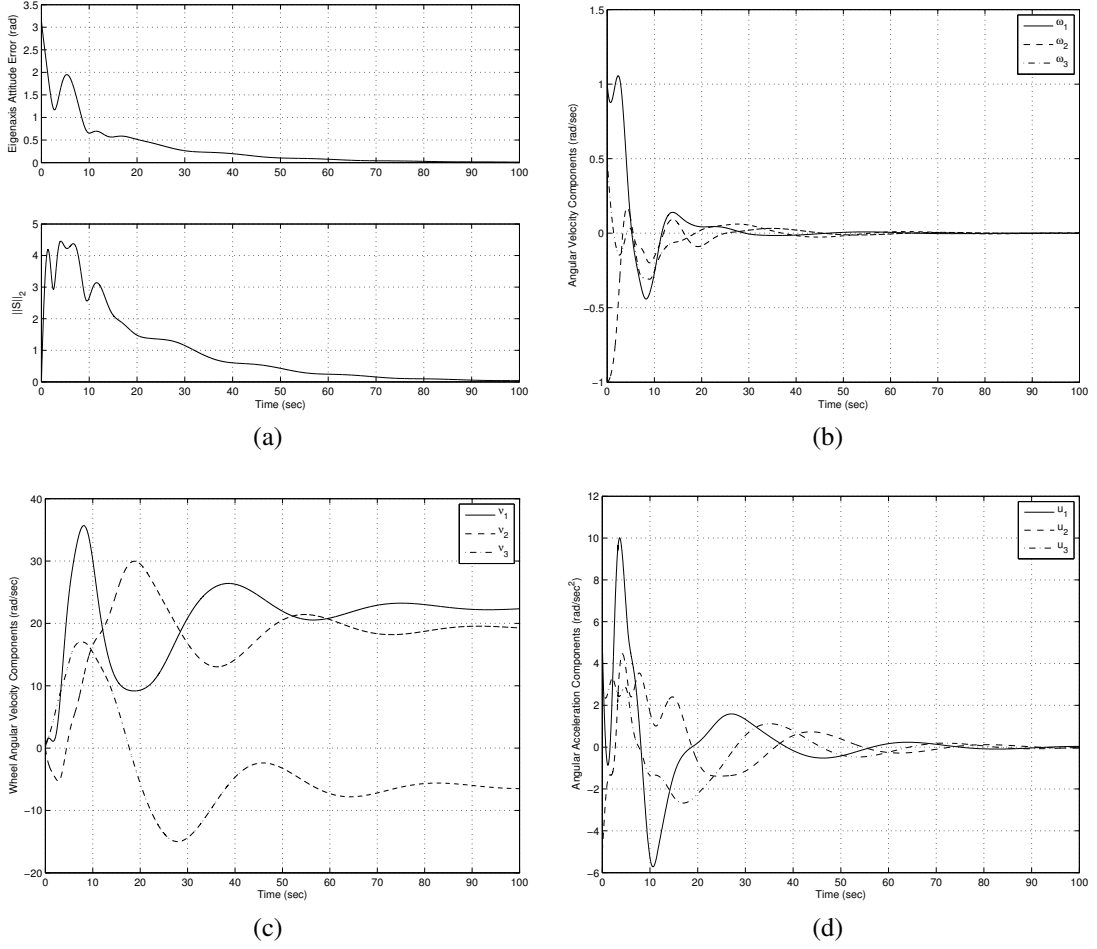 Eigenaxis Attitude Error (rad)
3.5
3
2.5
2
1.5
1
0.5
0
0 10 20 30 40 50 60 70 80 90 100
||S||₂
5
4
3
2
1
0
0 10 20 30 40 50 60 70 80 90 100
Time (sec)
(a)
Angular Velocity Components (rad/sec)
1.5
1
0.5
0
−0.5
−1
0 10 20 30 40 50 60 70 80 90 100
Time (sec)
ω₁
ω₂
ω₃
(b)
Wheel Angular Velocity Components (rad/sec)
40
30
20
10
0
−10
−20
0 10 20 30 40 50 60 70 80 90 100
Time (sec)
ν₁
ν₂
ν₃
(c)
Angular Acceleration Components (rad/sec²)
12
10
8
6
4
2
0
−2
−4
−6
0 10 20 30 40 50 60 70 80 90 100
Time (sec)
u₁
u₂
u₃
(d)